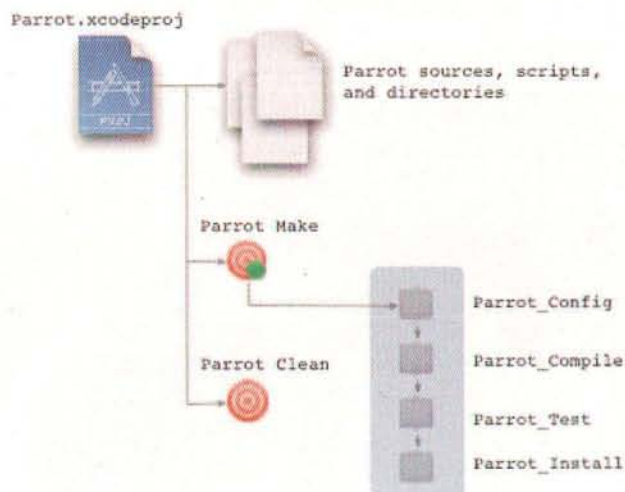 Parrot.xcodeproj
Parrot sources, scripts,
and directories
Parrot Make
Parrot_Config
Parrot_Compile
Parrot Clean
Parrot_Test
Parrot_Install